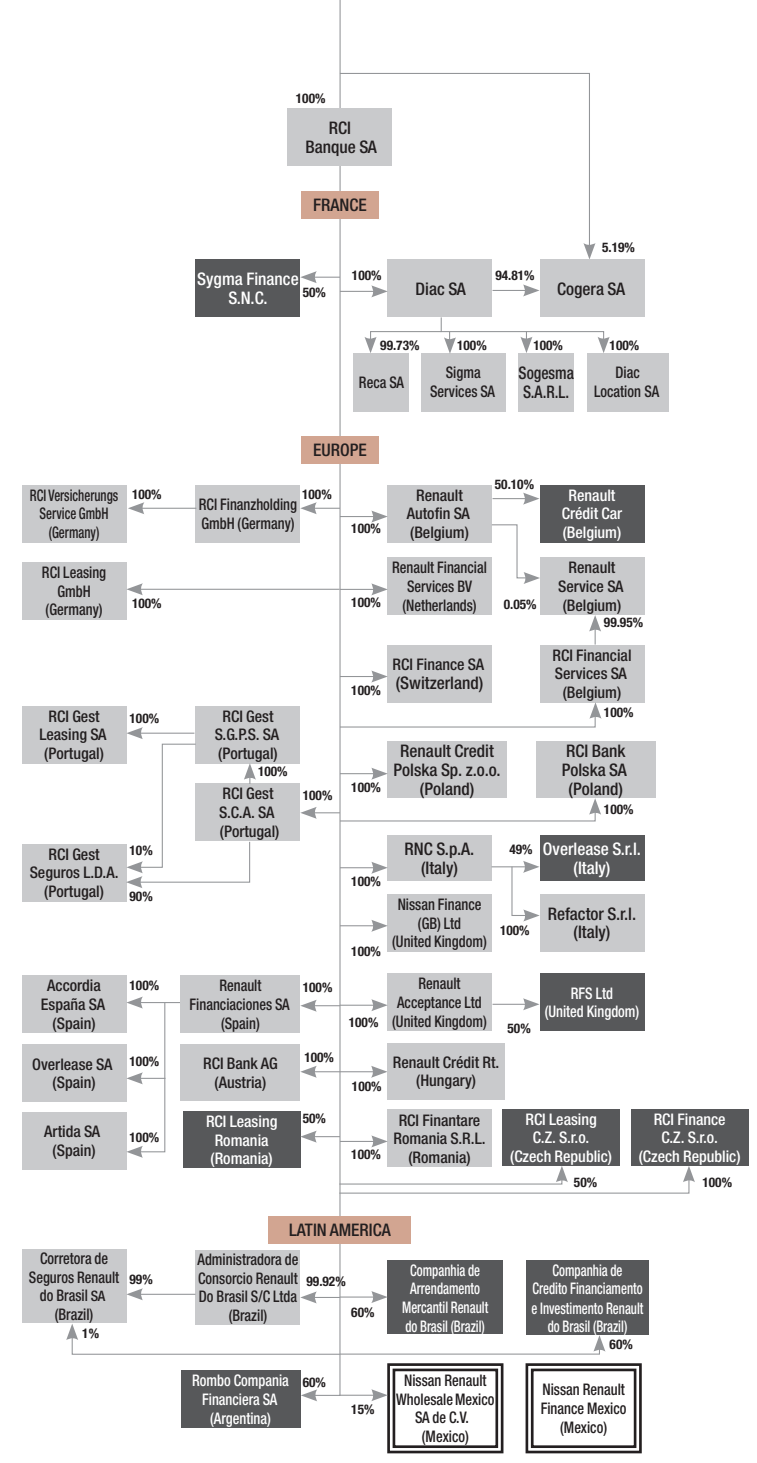 100%
RCI
Banque SA
FRANCE
5.19%
Sygma Finance
S.N.C.
50%
100%
Diac SA
94.81%
Cogera SA
99.73%
100%
100%
100%
Reca SA
Sigma
Services SA
Sogesma
S.A.R.L.
Diac
Location SA
EUROPE
RCI Versicherungs
Service GmbH
(Germany)
100%
RCI Finanzholding
GmbH (Germany)
100%
100%
Renault
Autofin SA
(Belgium)
50.10%
Renault
Crédit Car
(Belgium)
RCI Leasing
GmbH
(Germany)
100%
100%
Renault Financial
Services BV
(Netherlands)
0.05%
Renault
Service SA
(Belgium)
99.95%
100%
RCI Finance SA
(Switzerland)
RCI Financial
Services SA
(Belgium)
100%
RCI Gest
Leasing SA
(Portugal)
100%
RCI Gest
S.G.P.S. SA
(Portugal)
100%
RCI Gest
S.C.A. SA
(Portugal)
100%
100%
Renault Credit
Polska Sp. z.o.o.
(Poland)
RCI Bank
Polska SA
(Poland)
100%
RCI Gest
Seguros L.D.A.
(Portugal)
10%
90%
100%
RNC S.p.A.
(Italy)
49%
Overlease S.r.l.
(Italy)
100%
Refactor S.r.l.
(Italy)
100%
Nissan Finance
(GB) Ltd
(United Kingdom)
Accordia
España SA
(Spain)
100%
Renault
Financiaciones SA
(Spain)
100%
100%
Renault
Acceptance Ltd
(United Kingdom)
50%
RFS Ltd
(United Kingdom)
Overlease SA
(Spain)
100%
RCI Bank AG
(Austria)
100%
100%
Renault Crédit Rt.
(Hungary)
Artida SA
(Spain)
100%
RCI Leasing
Romania
(Romania)
50%
100%
RCI Finantare
Romania S.R.L.
(Romania)
RCI Leasing
C.Z. S.r.o.
(Czech Republic)
50%
RCI Finance
C.Z. S.r.o.
(Czech Republic)
100%
LATIN AMERICA
Corretora de
Seguros Renault
do Brasil SA
(Brazil)
99%
1%
Administradora de
Consorcio Renault
Do Brasil S/C Ltda
(Brazil)
99.92%
60%
Companhia de
Arrendamento
Mercantil Renault
do Brasil (Brazil)
Companhia de
Credito Financiamento
e Investimento Renault
do Brasil (Brazil)
60%
Rombo Compania
Financiera SA
(Argentina)
60%
15%
Nissan Renault
Wholesale Mexico
SA de C.V.
(Mexico)
Nissan Renault
Finance Mexico
(Mexico)